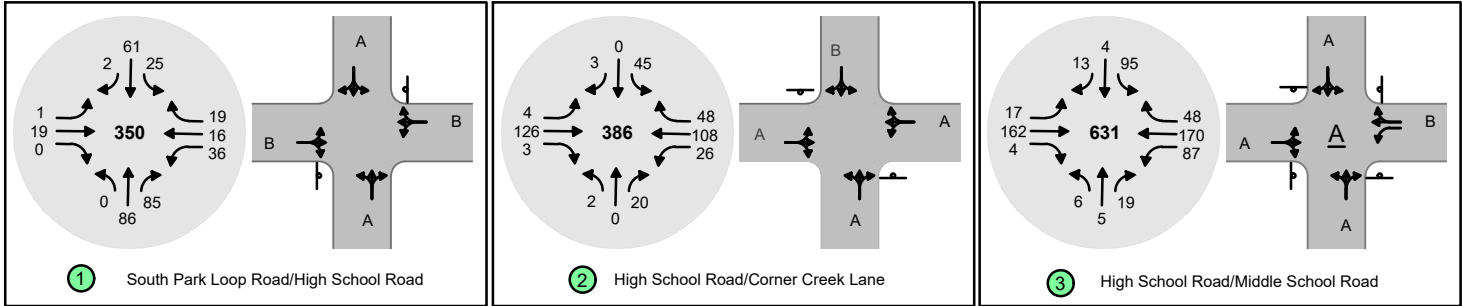 61
2 25
1 19
19 350 16
0 36
0 85
86
A
B B
A
1 South Park Loop Road/High School Road
0
3 45
4 48
126 386 108
3 26
2 20
0
B
A A
A
2 High School Road/Corner Creek Lane
4
13 95
17 48
162 631 170
4 87
6 19
5
A
A A B
A
3 High School Road/Middle School Road